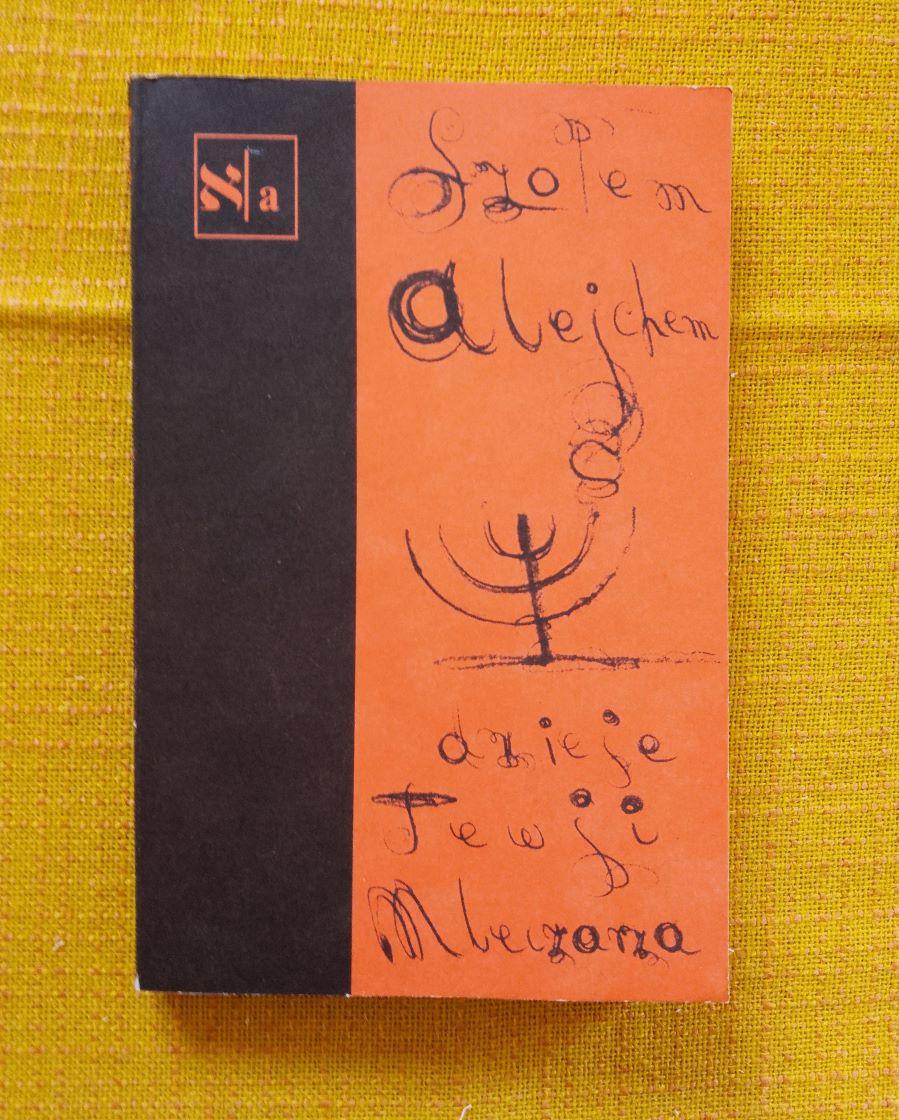 א|a
Szolem
alejchem
dzieje
Tewji
Mleczarza